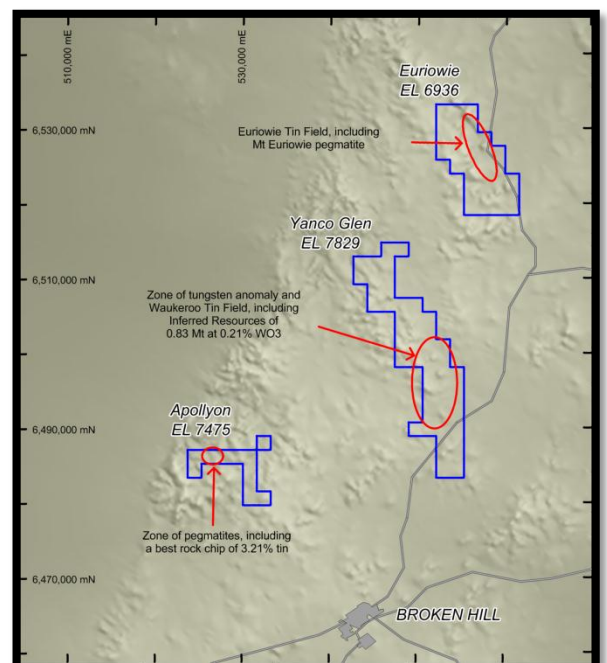 510,000 mE
530,000 mE
Euriowie
EL 6936
6,530,000 mN
Euriowie Tin Field, including
Mt Euriowie pegmatite
Yanco Glen
EL 7829
6,510,000 mN
Zone of tungsten anomaly and
Waukeroo Tin Field, including
Inferred Resources of
0.83 Mt at 0.21% WO3
Apollyon
EL 7475
6,490,000 mN
Zone of pegmatites, including
a best rock chip of 3.21% tin
6,470,000 mN
BROKEN HILL